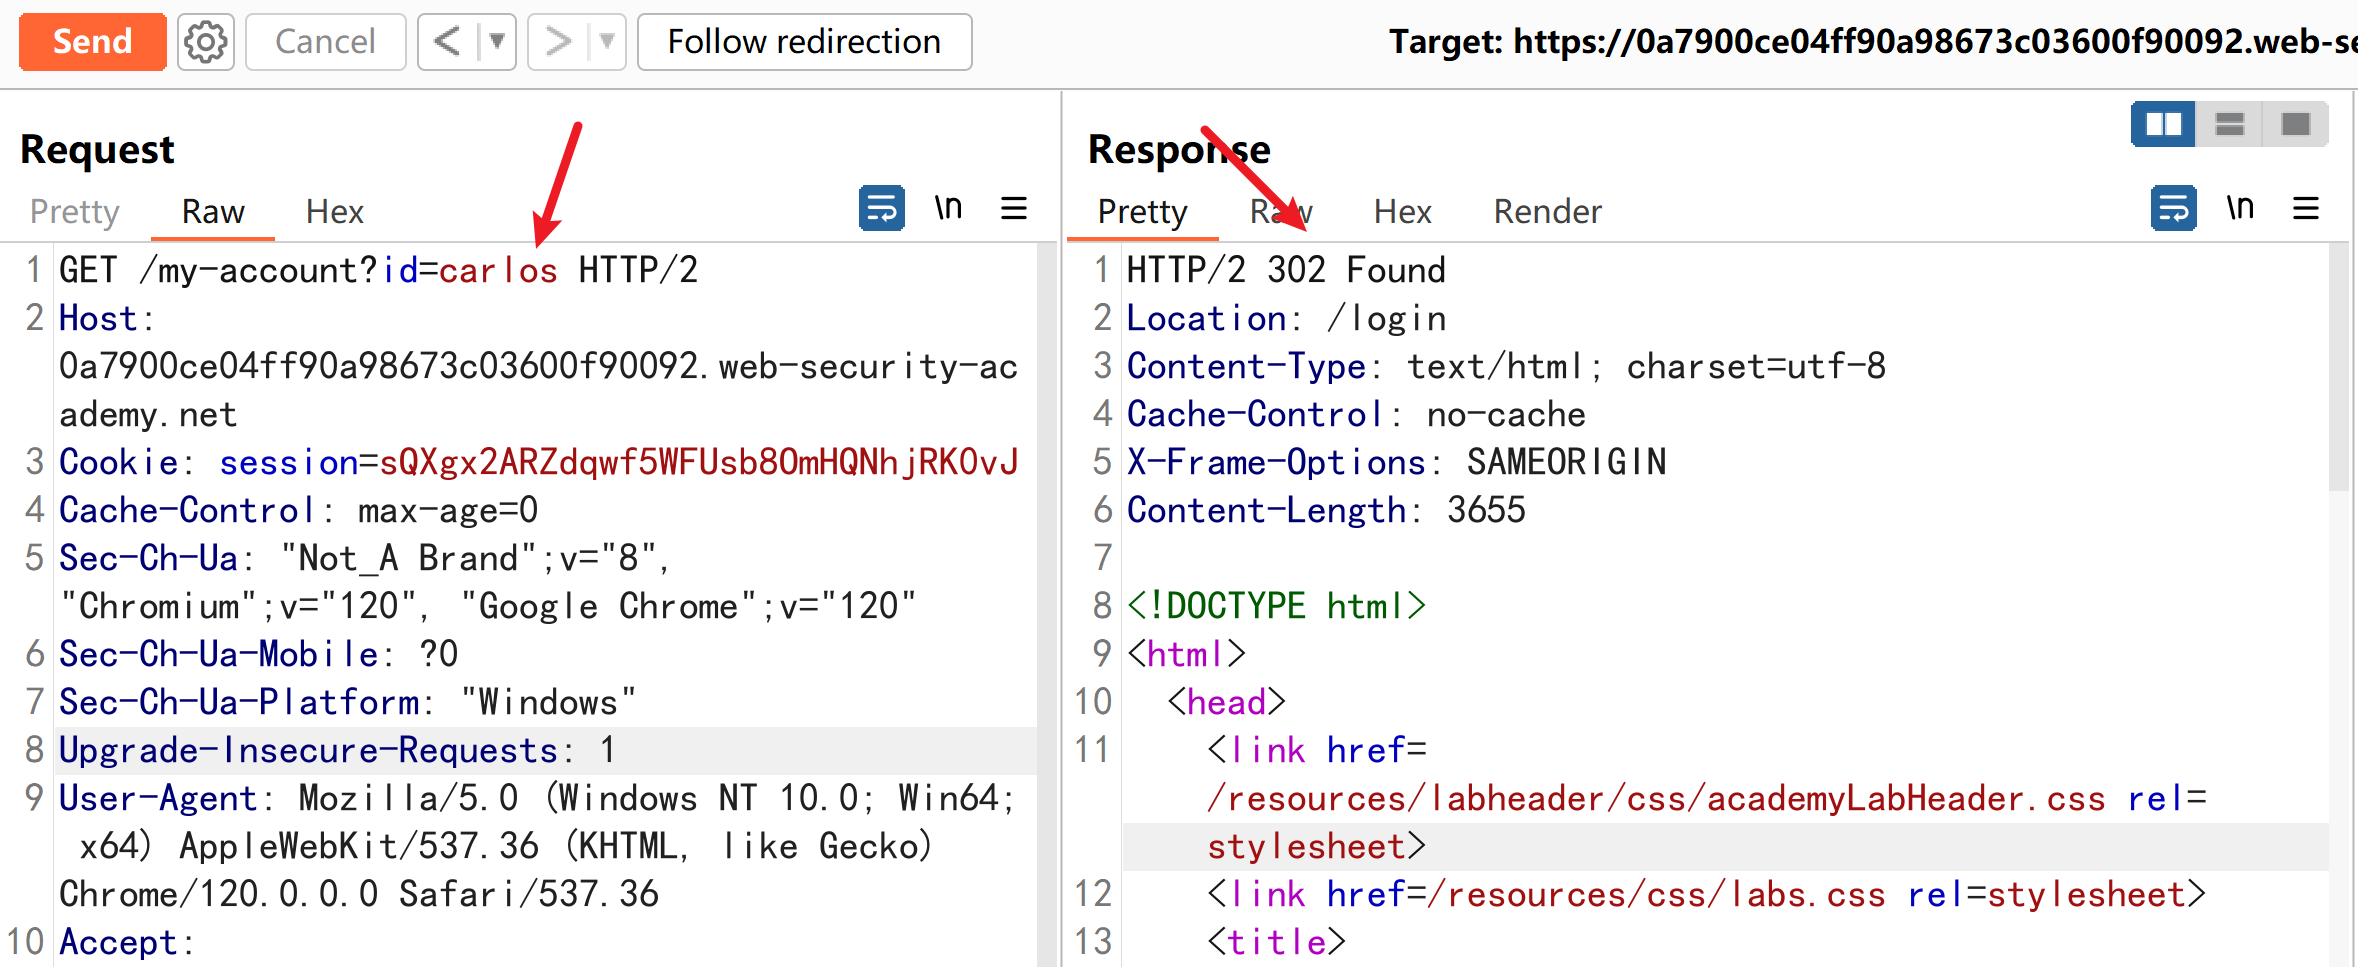 Send Cancel < > Follow redirection Target: https://0a7900ce04ff90a98673c03600f90092.web-se
Request
Pretty Raw Hex \n
1 GET /my-account?id=carlos HTTP/2
2 Host:
0a7900ce04ff90a98673c03600f90092.web-security-ac
ademy.net
3 Cookie: session=sQXgx2ARZdqwf5WFUsb8OmHQNhjRK0vJ
4 Cache-Control: max-age=0
5 Sec-Ch-Ua: "Not_A Brand";v="8",
"Chromium";v="120", "Google Chrome";v="120"
6 Sec-Ch-Ua-Mobile: ?0
7 Sec-Ch-Ua-Platform: "Windows"
8 Upgrade-Insecure-Requests: 1
9 User-Agent: Mozilla/5.0 (Windows NT 10.0; Win64;
x64) AppleWebKit/537.36 (KHTML, like Gecko)
Chrome/120.0.0.0 Safari/537.36
10 Accept:
Response
Pretty Raw Hex Render \n
1 HTTP/2 302 Found
2 Location: /login
3 Content-Type: text/html; charset=utf-8
4 Cache-Control: no-cache
5 X-Frame-Options: SAMEORIGIN
6 Content-Length: 3655
7
8 <!DOCTYPE html>
9 <html>
10 <head>
11 <link href=
/resources/labheader/css/academyLabHeader.css rel=
stylesheet>
12 <link href=/resources/css/labs.css rel=stylesheet>
13 <title>